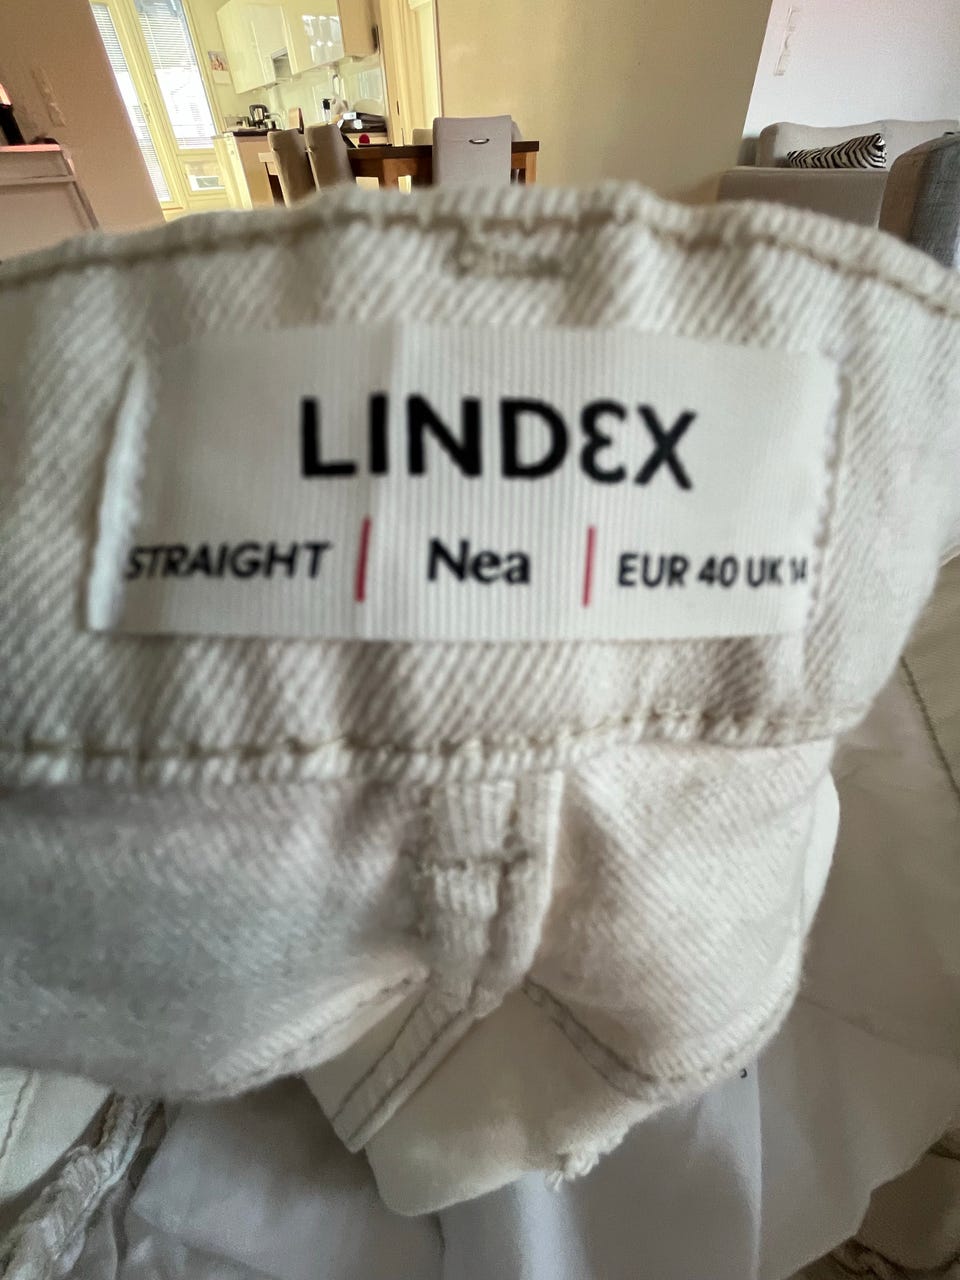 LINDEX
STRAIGHT | Nea | EUR 40 UK 14